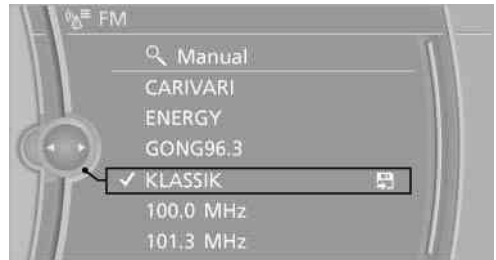 FM
Manual
CARIVARI
ENERGY
GONG96.3
KLASSIK
100.0 MHz
101.3 MHz